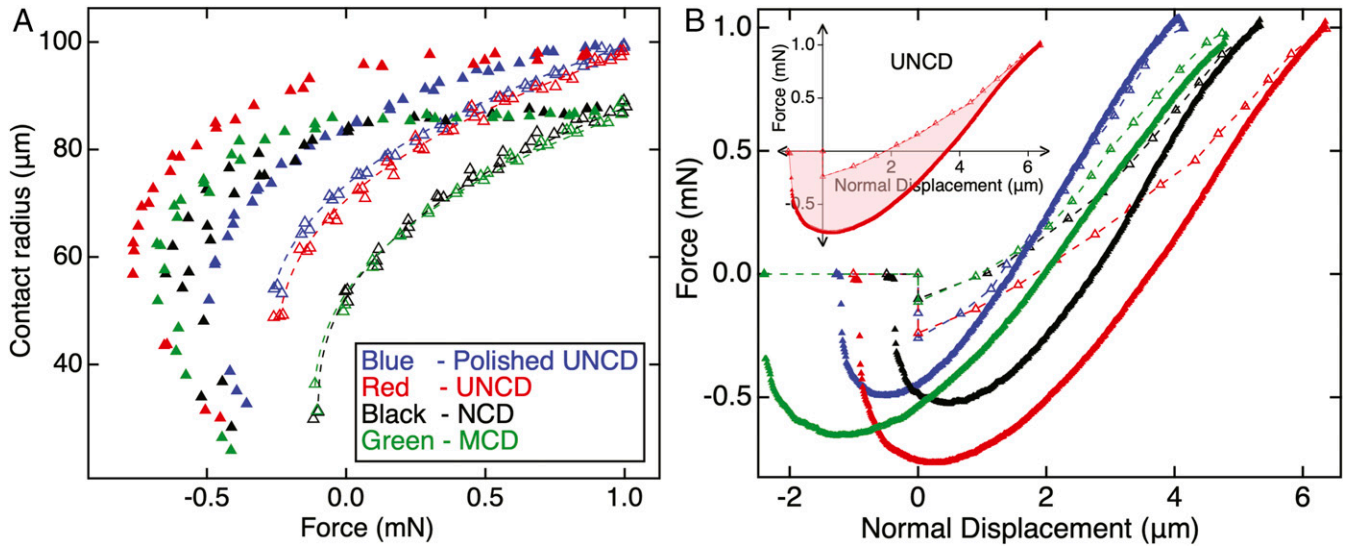 A
Contact radius (µm)
100
80
60
40
-0.5
0.0
0.5
1.0
Force (mN)
Blue - Polished UNCD
Red - UNCD
Black - NCD
Green - MCD
B
Force (mN)
1.0
0.5
0.0
-0.5
-2
0
2
4
6
Normal Displacement (µm)
UNCD
Force (mN)
1.0
0.5
-0.5
2
4
6
Normal Displacement (µm)